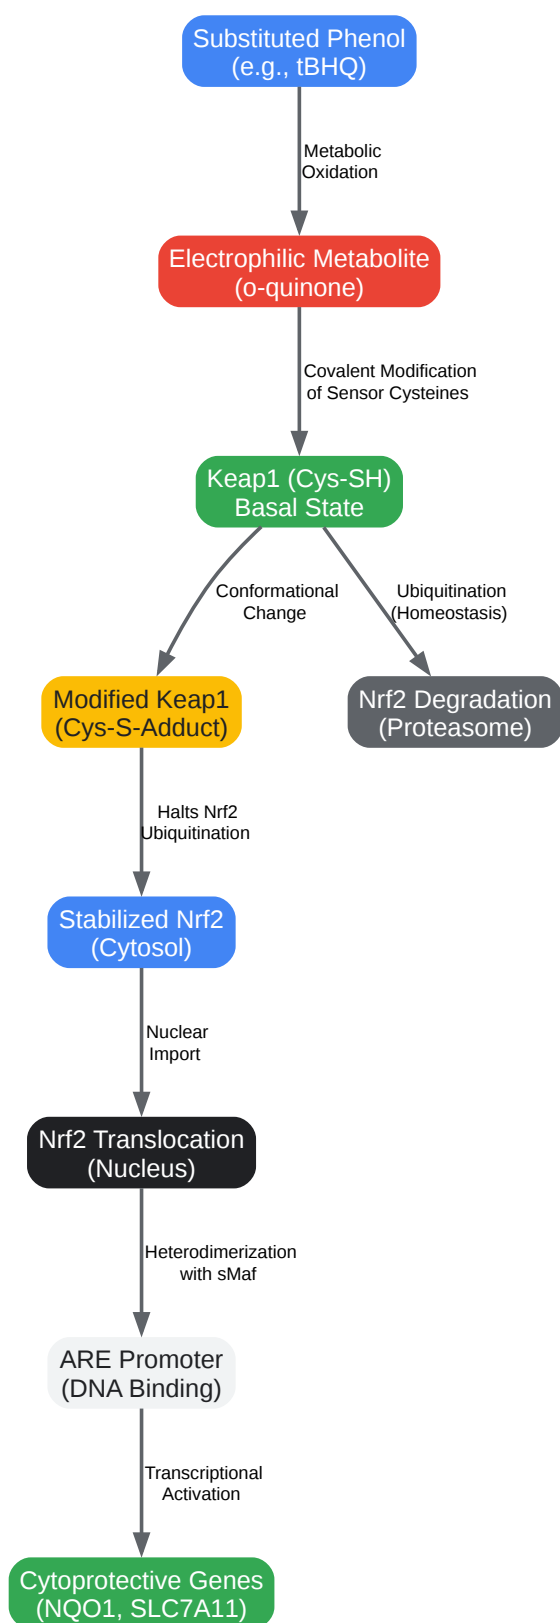 Substituted Phenol
(e.g., tBHQ)
Metabolic
Oxidation
Electrophilic Metabolite
(o-quinone)
Covalent Modification
of Sensor Cysteines
Keap1 (Cys-SH)
Basal State
Conformational
Change
Ubiquitination
(Homeostasis)
Modified Keap1
(Cys-S-Adduct)
Nrf2 Degradation
(Proteasome)
Halts Nrf2
Ubiquitination
Stabilized Nrf2
(Cytosol)
Nuclear
Import
Nrf2 Translocation
(Nucleus)
Heterodimerization
with sMaf
ARE Promoter
(DNA Binding)
Transcriptional
Activation
Cytoprotective Genes
(NQO1, SLC7A11)